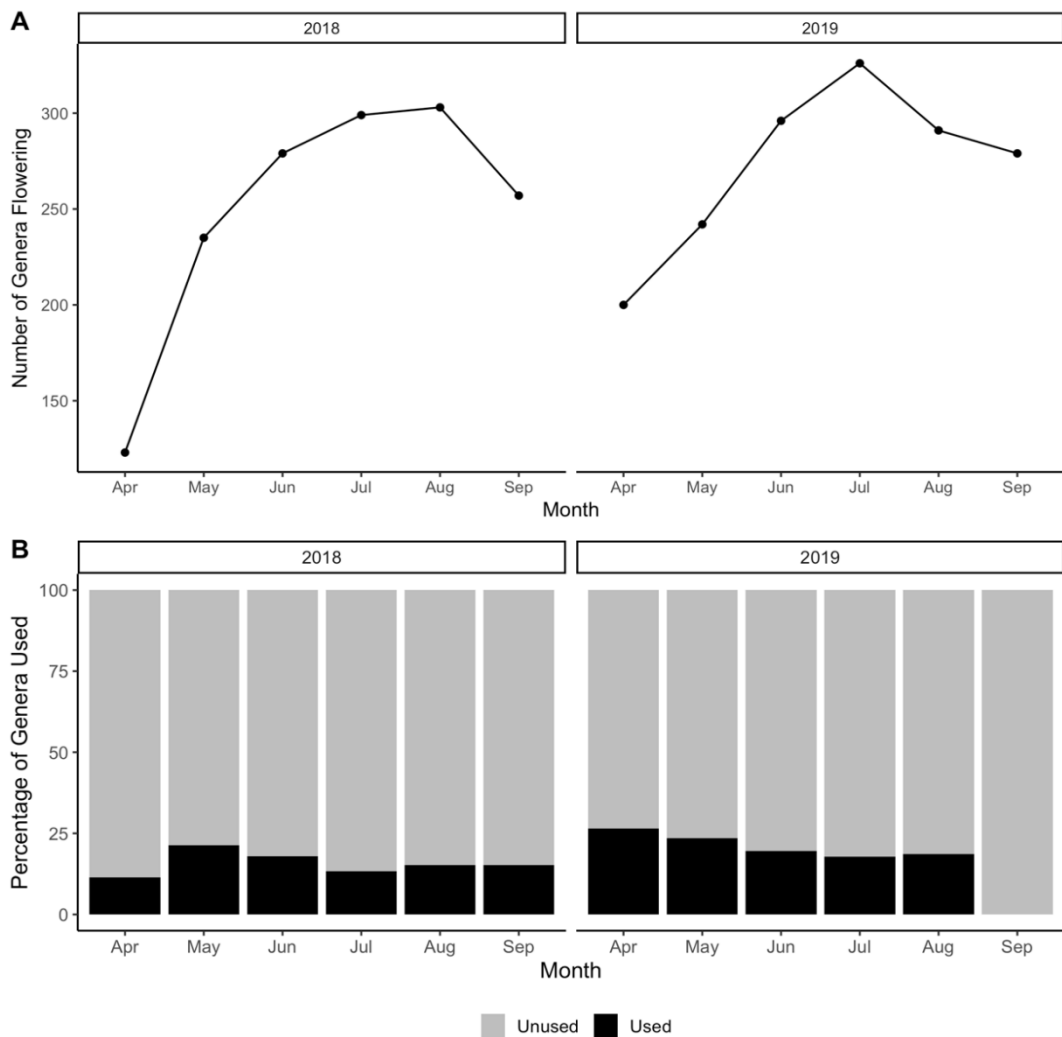 A
2018 2019
Number of Genera Flowering
300
250
200
150
Apr May Jun Jul Aug Sep Apr May Jun Jul Aug Sep
Month
B
2018 2019
Percentage of Genera Used
100
75
50
25
0
Apr May Jun Jul Aug Sep Apr May Jun Jul Aug Sep
Month
Unused Used